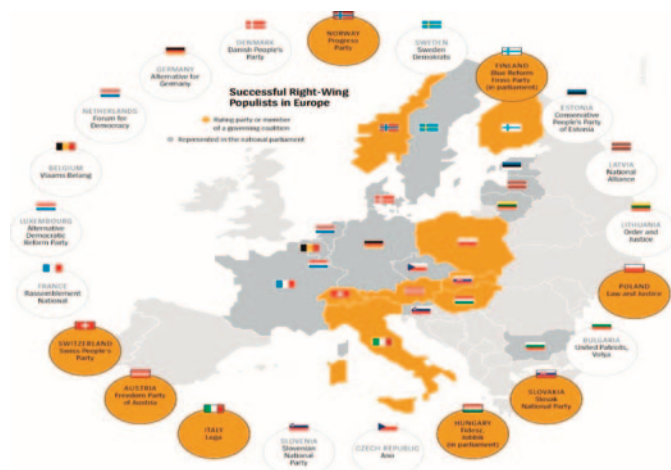 Successful Right-Wing
Populists in Europe
Rating party or member
of a governing coalition
Represented in the national parliament
NORWAY
Progress
Party
SWEDEN
Sweden
Demokrats
FINLAND
Blue Reform
Finns Party
(in parliament)
ESTONIA
Conservative
People's Party
of Estonia
LATVIA
National
Alliance
LITHUANIA
Order and
Justice
POLAND
Law and Justice
BULGARIA
United Patriots,
Volya
SLOVAKIA
Slovak
National Party
HUNGARY
Fidesz,
Jobbik
(in parliament)
CZECH REPUBLIC
Ano
SLOVENIA
Slovenian
National
Party
ITALY
Lega
AUSTRIA
Freedom Party
of Austria
SWITZERLAND
Swiss People's
Party
FRANCE
Rassemblement
National
LUXEMBOURG
Alternative
Democratic
Reform Party
BELGIUM
Vlaams Belang
NETHERLANDS
Forum for
Democracy
GERMANY
Alternative for
Germany
DENMARK
Danish People's
Party